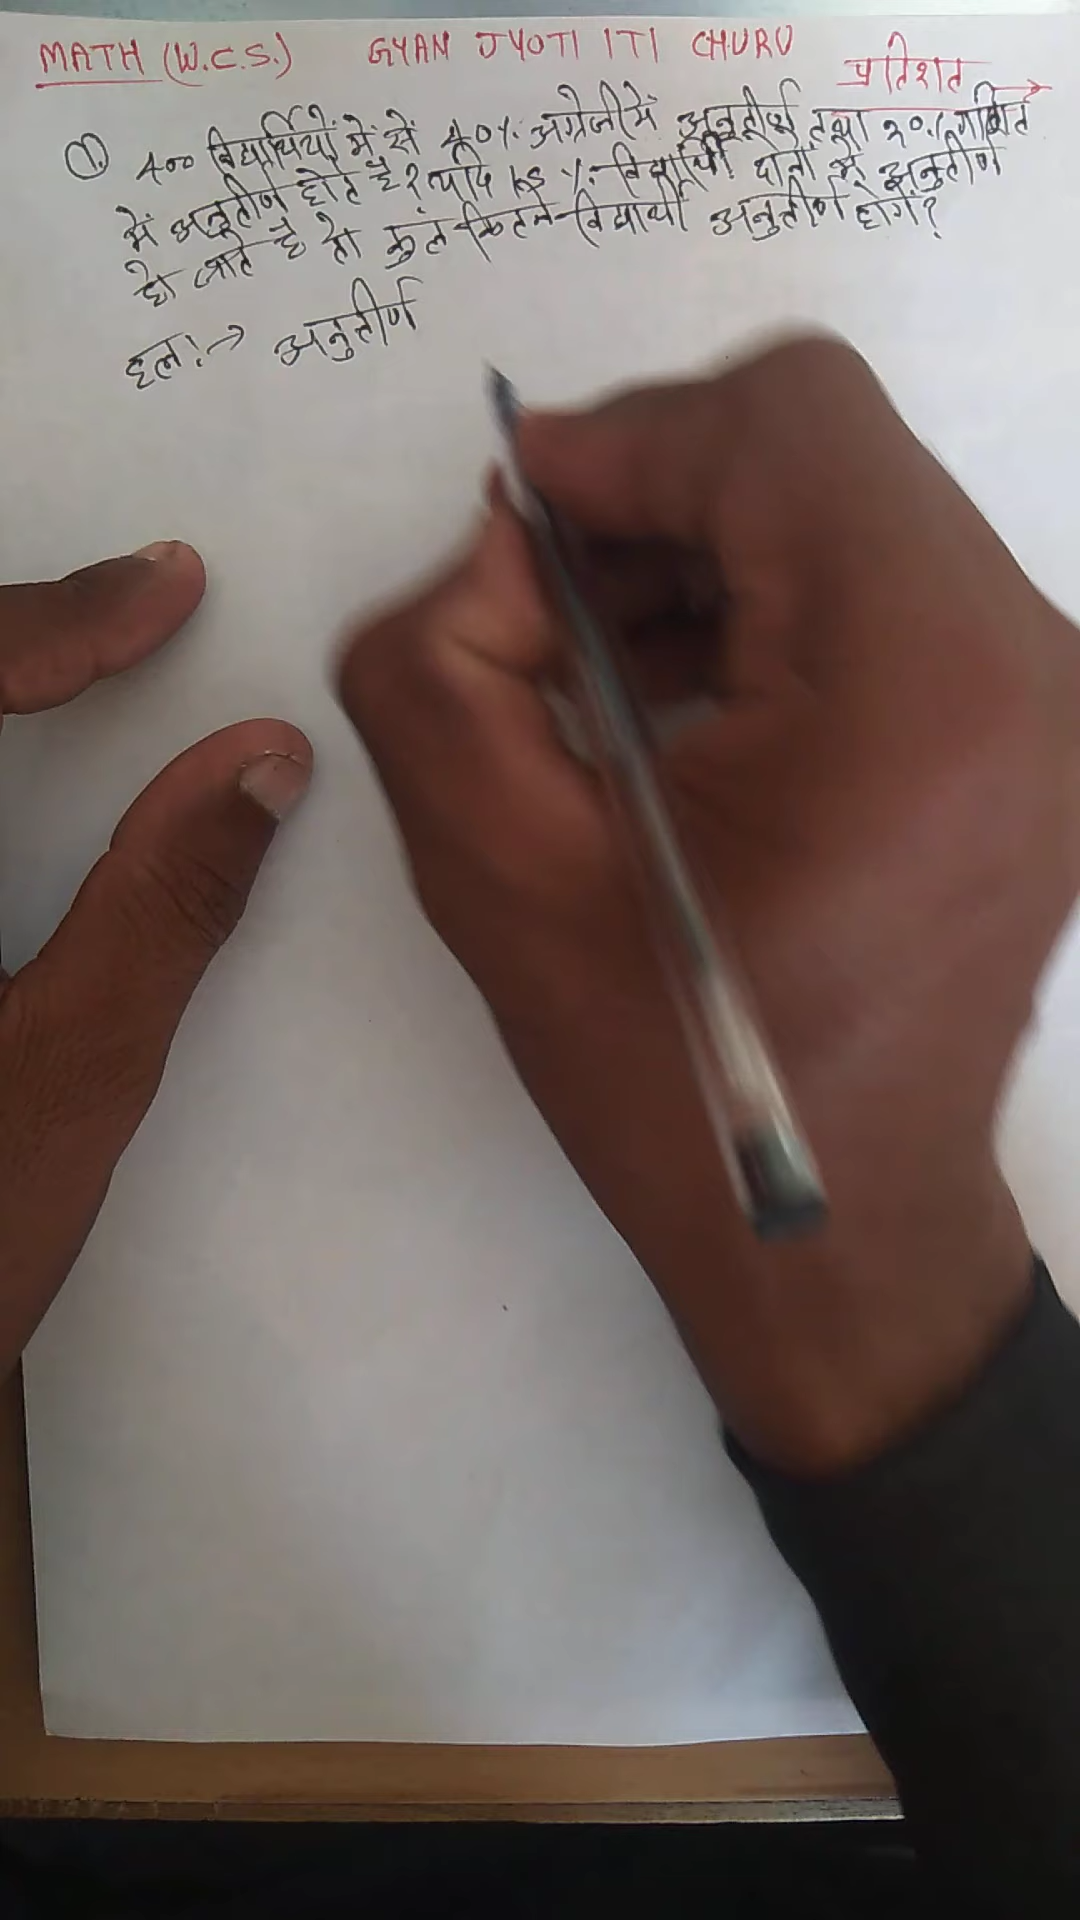 MATH (W.C.S.) GYAN JYOTI ITI CHURU
प्रतिशत
① 400 विद्यार्थियों में से 40% अंग्रेजी में अनुतीर्ण तथा 20% गणित
में अनुतीर्ण होते है? यदि 15% विद्यार्थी दोनों में अनुतीर्ण
हो जाते है तो कुल कितने विद्यार्थी अनुतीर्ण होगे?
हल:→ अनुतीर्ण